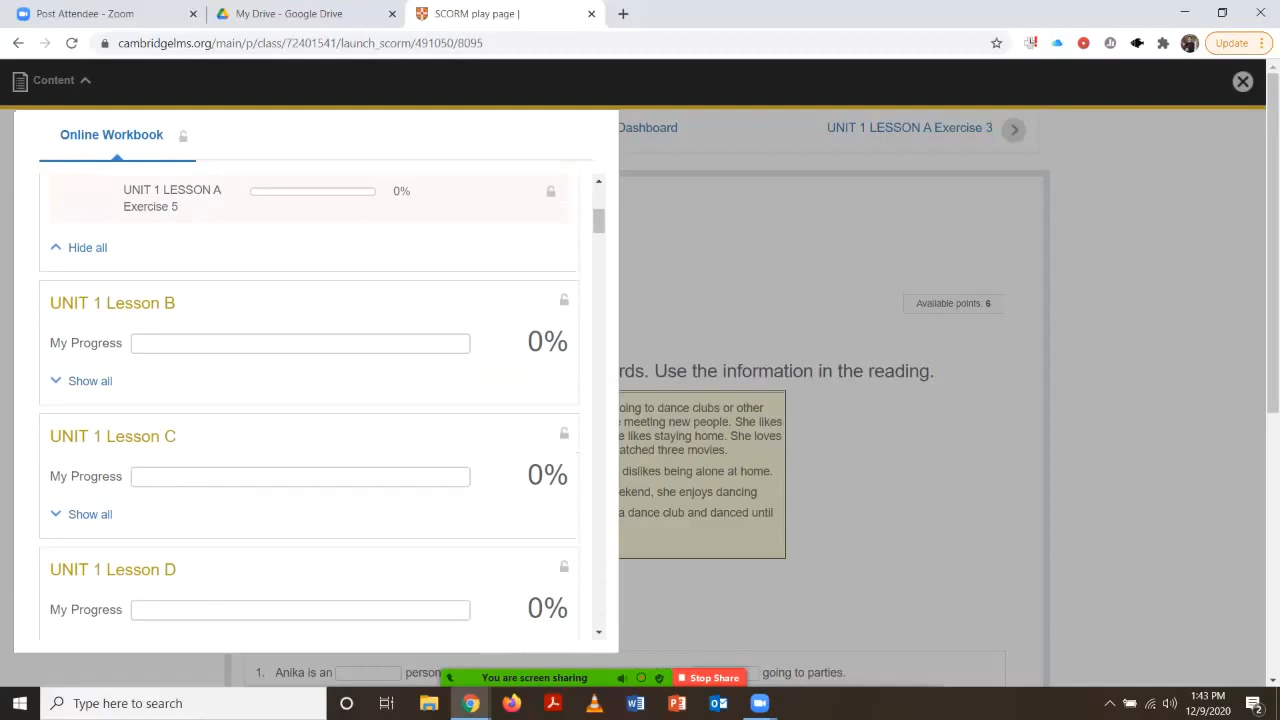 Post Attendee - Zoom
My Drive - Google Drive
SCORM play page |
cambridgelms.org/main/p/class/7240154l/launch_scorm/491050/8095
Update
Content
Online Workbook
Dashboard
UNIT 1 LESSON A Exercise 3
UNIT 1 LESSON A
Exercise 5
0%
Hide all
UNIT 1 Lesson B
My Progress
0%
Show all
UNIT 1 Lesson C
My Progress
0%
Show all
UNIT 1 Lesson D
My Progress
0%
Available points: 6
rds. Use the information in the reading.
oing to dance clubs or other
meeting new people. She likes
e likes staying home. She loves
atched three movies.
dislikes being alone at home.
ekend, she enjoys dancing
a dance club and danced until
1. Anika is an
person
going to parties.
You are screen sharing
Stop Share
Type here to search
1:43 PM
12/9/2020
2